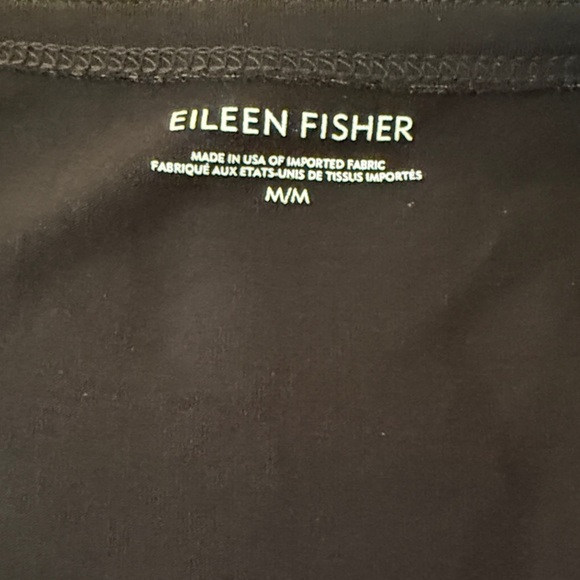 EILEEN FISHER
MADE IN USA OF IMPORTED FABRIC
FABRIQUÉ AUX ETATS-UNIS DE TISSUS IMPORTÉS
M/M